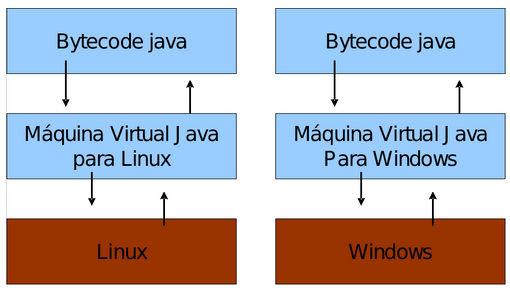 Bytecode java
Bytecode java
Máquina Virtual Java
para Linux
Máquina Virtual Java
Para Windows
Linux
Windows